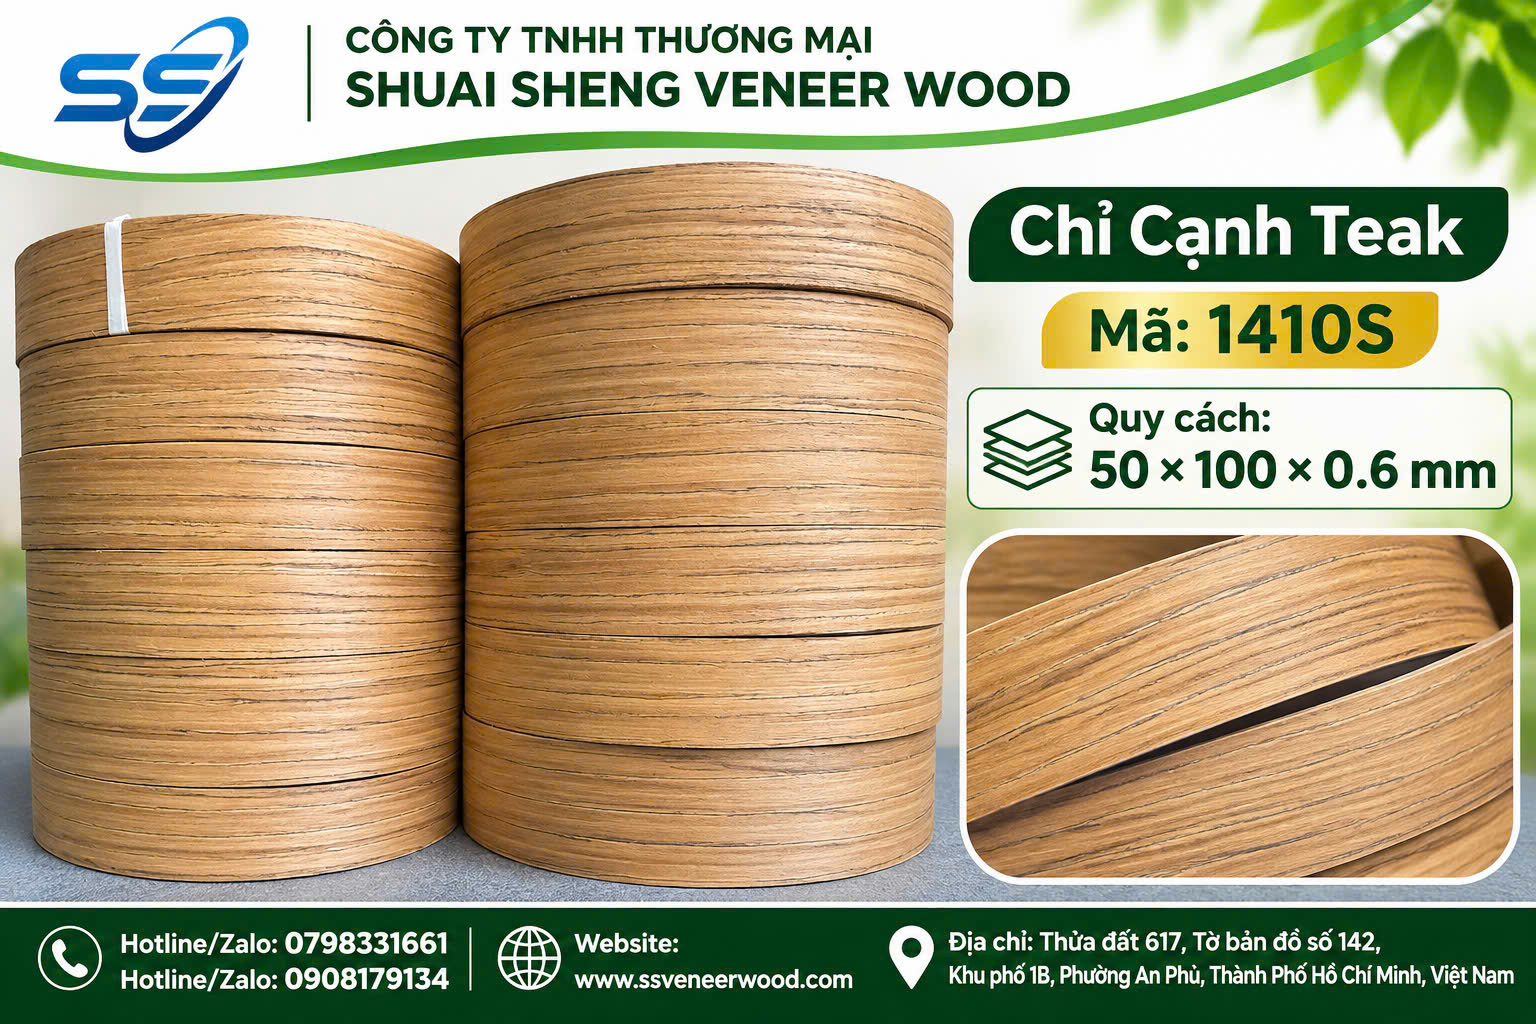 SS
CÔNG TY TNHH THƯƠNG MẠI
SHUAI SHENG VENEER WOOD
Chỉ Cạnh Teak
Mã: 1410S
Quy cách:
50 × 100 × 0.6 mm
Hotline/Zalo: 0798331661
Hotline/Zalo: 0908179134
Website:
www.ssveneerwood.com
Địa chỉ: Thửa đất 617, Tờ bản đồ số 142,
Khu phố 1B, Phường An Phủ, Thành Phố Hồ Chí Minh, Việt Nam